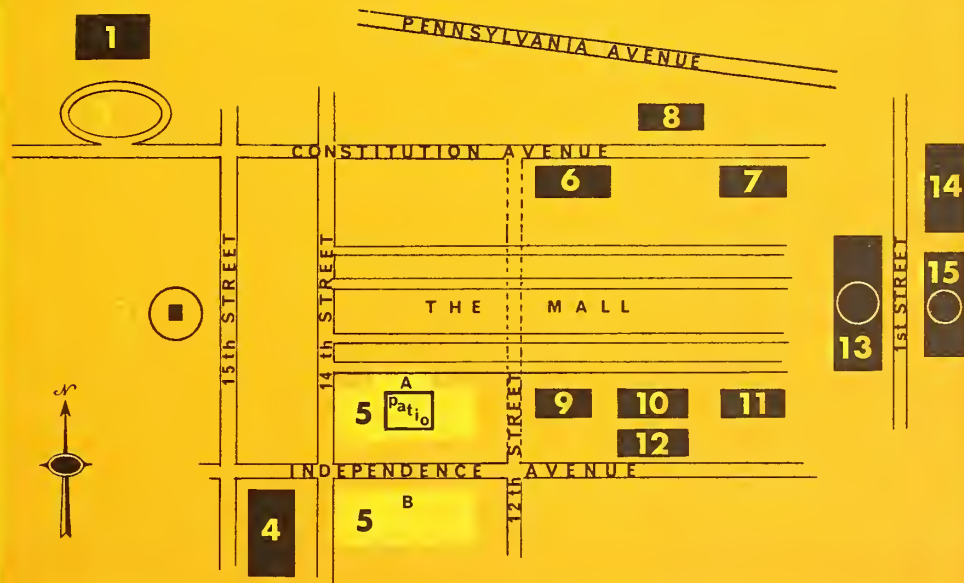 PENNSYLVANIA AVENUE
1
8
CONSTITUTION AVENUE
6
7
14
15th STREET
14th STREET
THE MALL
13
1st STREET
15
N
A
5
patio
12th STREET
9
10
11
12
INDEPENDENCE AVENUE
4
B
5